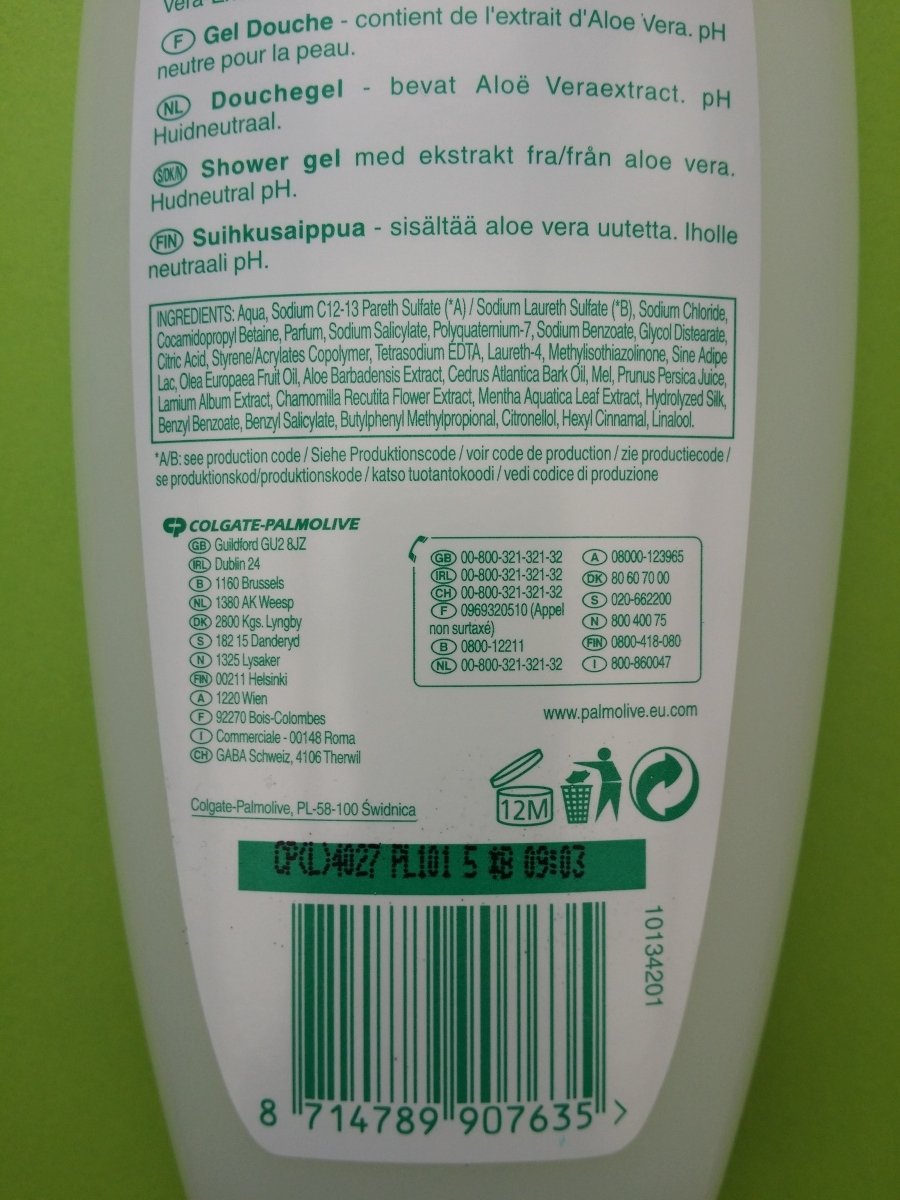 Vera
F Gel Douche - contient de l'extrait d'Aloe Vera. pH
neutre pour la peau.
NL Douchegel - bevat Aloë Veraextract. pH
Huidneutraal.
S/DK/N Shower gel med ekstrakt fra/från aloe vera.
Hudneutral pH.
FIN Suihkusaippua - sisältää aloe vera uutetta. Iholle
neutraali pH.
INGREDIENTS: Aqua, Sodium C12-13 Pareth Sulfate (*A) / Sodium Laureth Sulfate (*B), Sodium Chloride,
Cocamidopropyl Betaine, Parfum, Sodium Salicylate, Polyquaternium-7, Sodium Benzoate, Glycol Distearate,
Citric Acid, Styrene/Acrylates Copolymer, Tetrasodium EDTA, Laureth-4, Methylisothiazolinone, Sine Adipe
Lac, Olea Europaea Fruit Oil, Aloe Barbadensis Extract, Cedrus Atlantica Bark Oil, Mel, Prunus Persica Juice,
Lamium Album Extract, Chamomilla Recutita Flower Extract, Mentha Aquatica Leaf Extract, Hydrolyzed Silk,
Benzyl Benzoate, Benzyl Salicylate, Butylphenyl Methylpropional, Citronellol, Hexyl Cinnamal, Linalool.
*A/B: see production code / Siehe Produktionscode / voir code de production / zie productiecode /
se produktionskod/produktionskode / katso tuotantokoodi / vedi codice di produzione
COLGATE-PALMOLIVE
GB Guildford GU2 8JZ
IRL Dublin 24
B 1160 Brussels
NL 1380 AK Weesp
DK 2800 Kgs. Lyngby
S 182 15 Danderyd
N 1325 Lysaker
FIN 00211 Helsinki
A 1220 Wien
F 92270 Bois-Colombes
I Commerciale - 00148 Roma
CH GABA Schweiz, 4106 Therwil
GB 00-800-321-321-32
IRL 00-800-321-321-32
CH 00-800-321-321-32
F 0969320510 (Appel
non surtaxé)
B 0800-12211
NL 00-800-321-321-32
A 08000-123965
DK 80 60 70 00
S 020-662200
N 800 400 75
FIN 0800-418-080
I 800-860047
www.palmolive.eu.com
12M
Colgate-Palmolive, PL-58-100 Świdnica
CP(L)4027 PL101 5 09:03
10134201
8 714789 907635 >